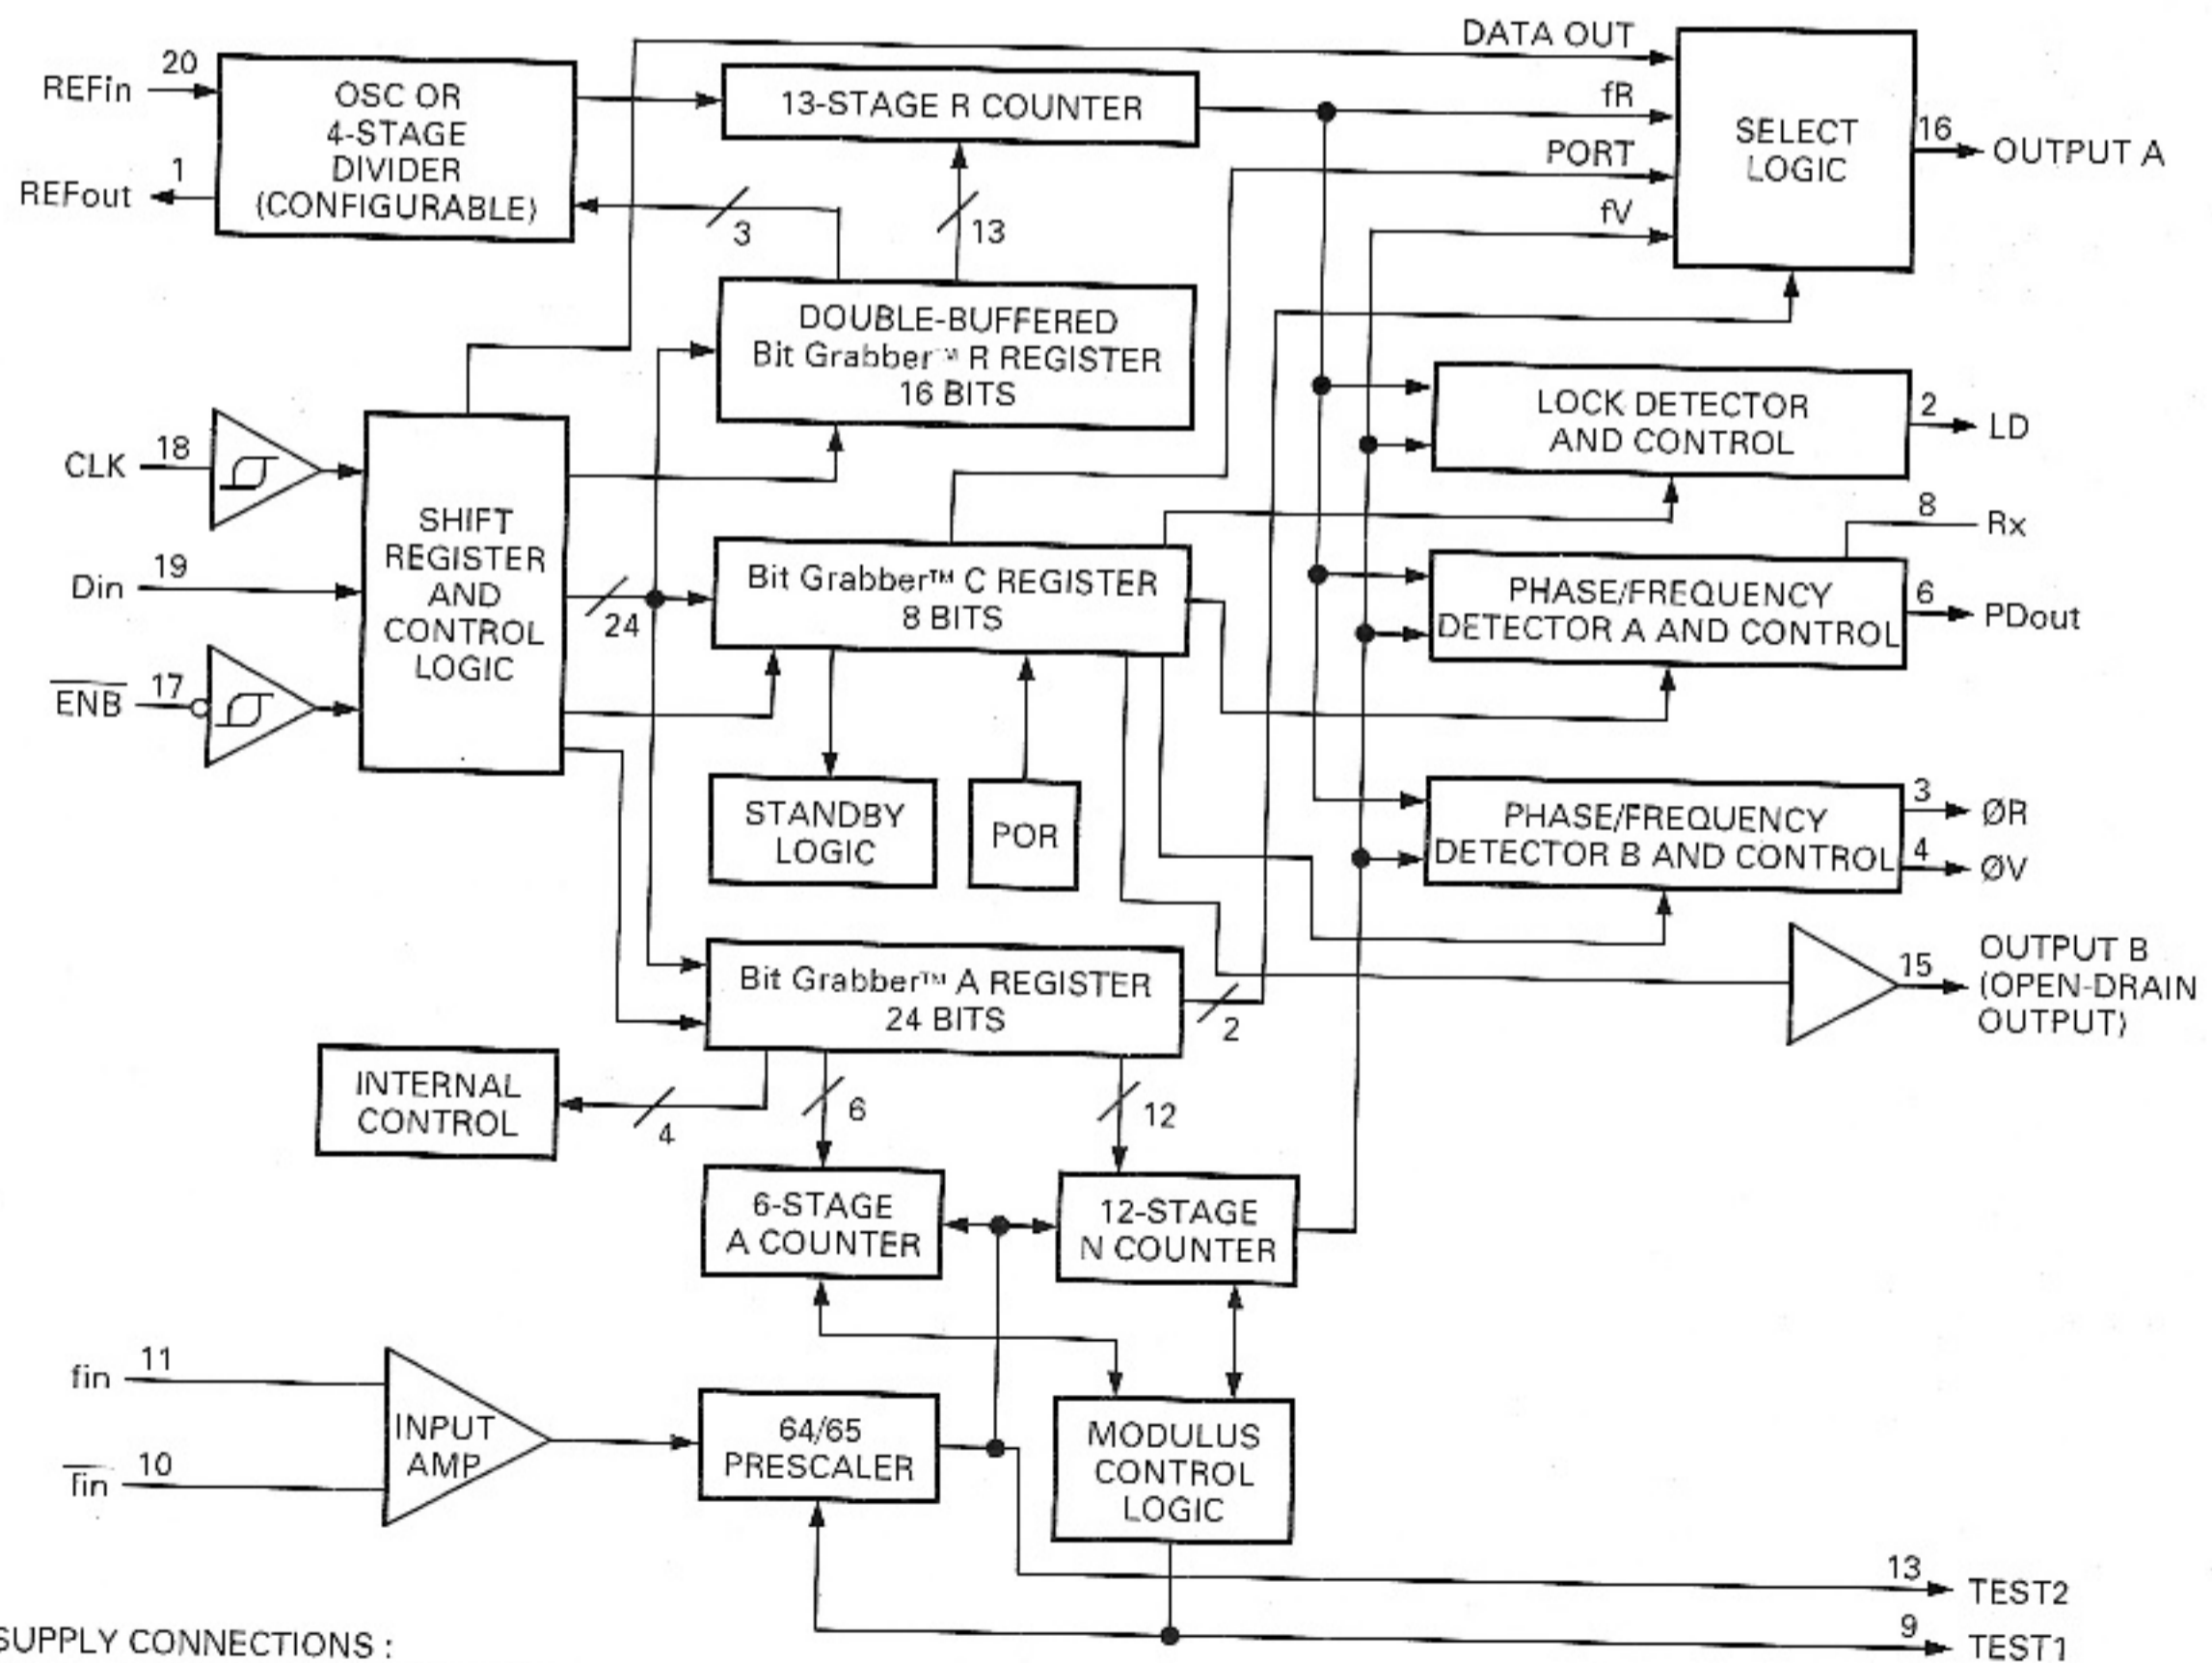 DATA OUT
REFin
20
OSC OR
4-STAGE
DIVIDER
(CONFIGURABLE)
1
REFout
13-STAGE R COUNTER
fR
PORT
fV
SELECT
LOGIC
16
OUTPUT A
3
13
DOUBLE-BUFFERED
Bit Grabber™ R REGISTER
16 BITS
LOCK DETECTOR
AND CONTROL
2
LD
CLK
18
Din
19
ENB
17
SHIFT
REGISTER
AND
CONTROL
LOGIC
24
Bit Grabber™ C REGISTER
8 BITS
8
Rx
PHASE/FREQUENCY
DETECTOR A AND CONTROL
6
PDout
STANDBY
LOGIC
POR
PHASE/FREQUENCY
DETECTOR B AND CONTROL
3
ØR
4
ØV
Bit Grabber™ A REGISTER
24 BITS
2
15
OUTPUT B
(OPEN-DRAIN
OUTPUT)
INTERNAL
CONTROL
4
6
12
6-STAGE
A COUNTER
12-STAGE
N COUNTER
fin
11
fin
10
INPUT
AMP
64/65
PRESCALER
MODULUS
CONTROL
LOGIC
13
TEST2
9
TEST1
SUPPLY CONNECTIONS :